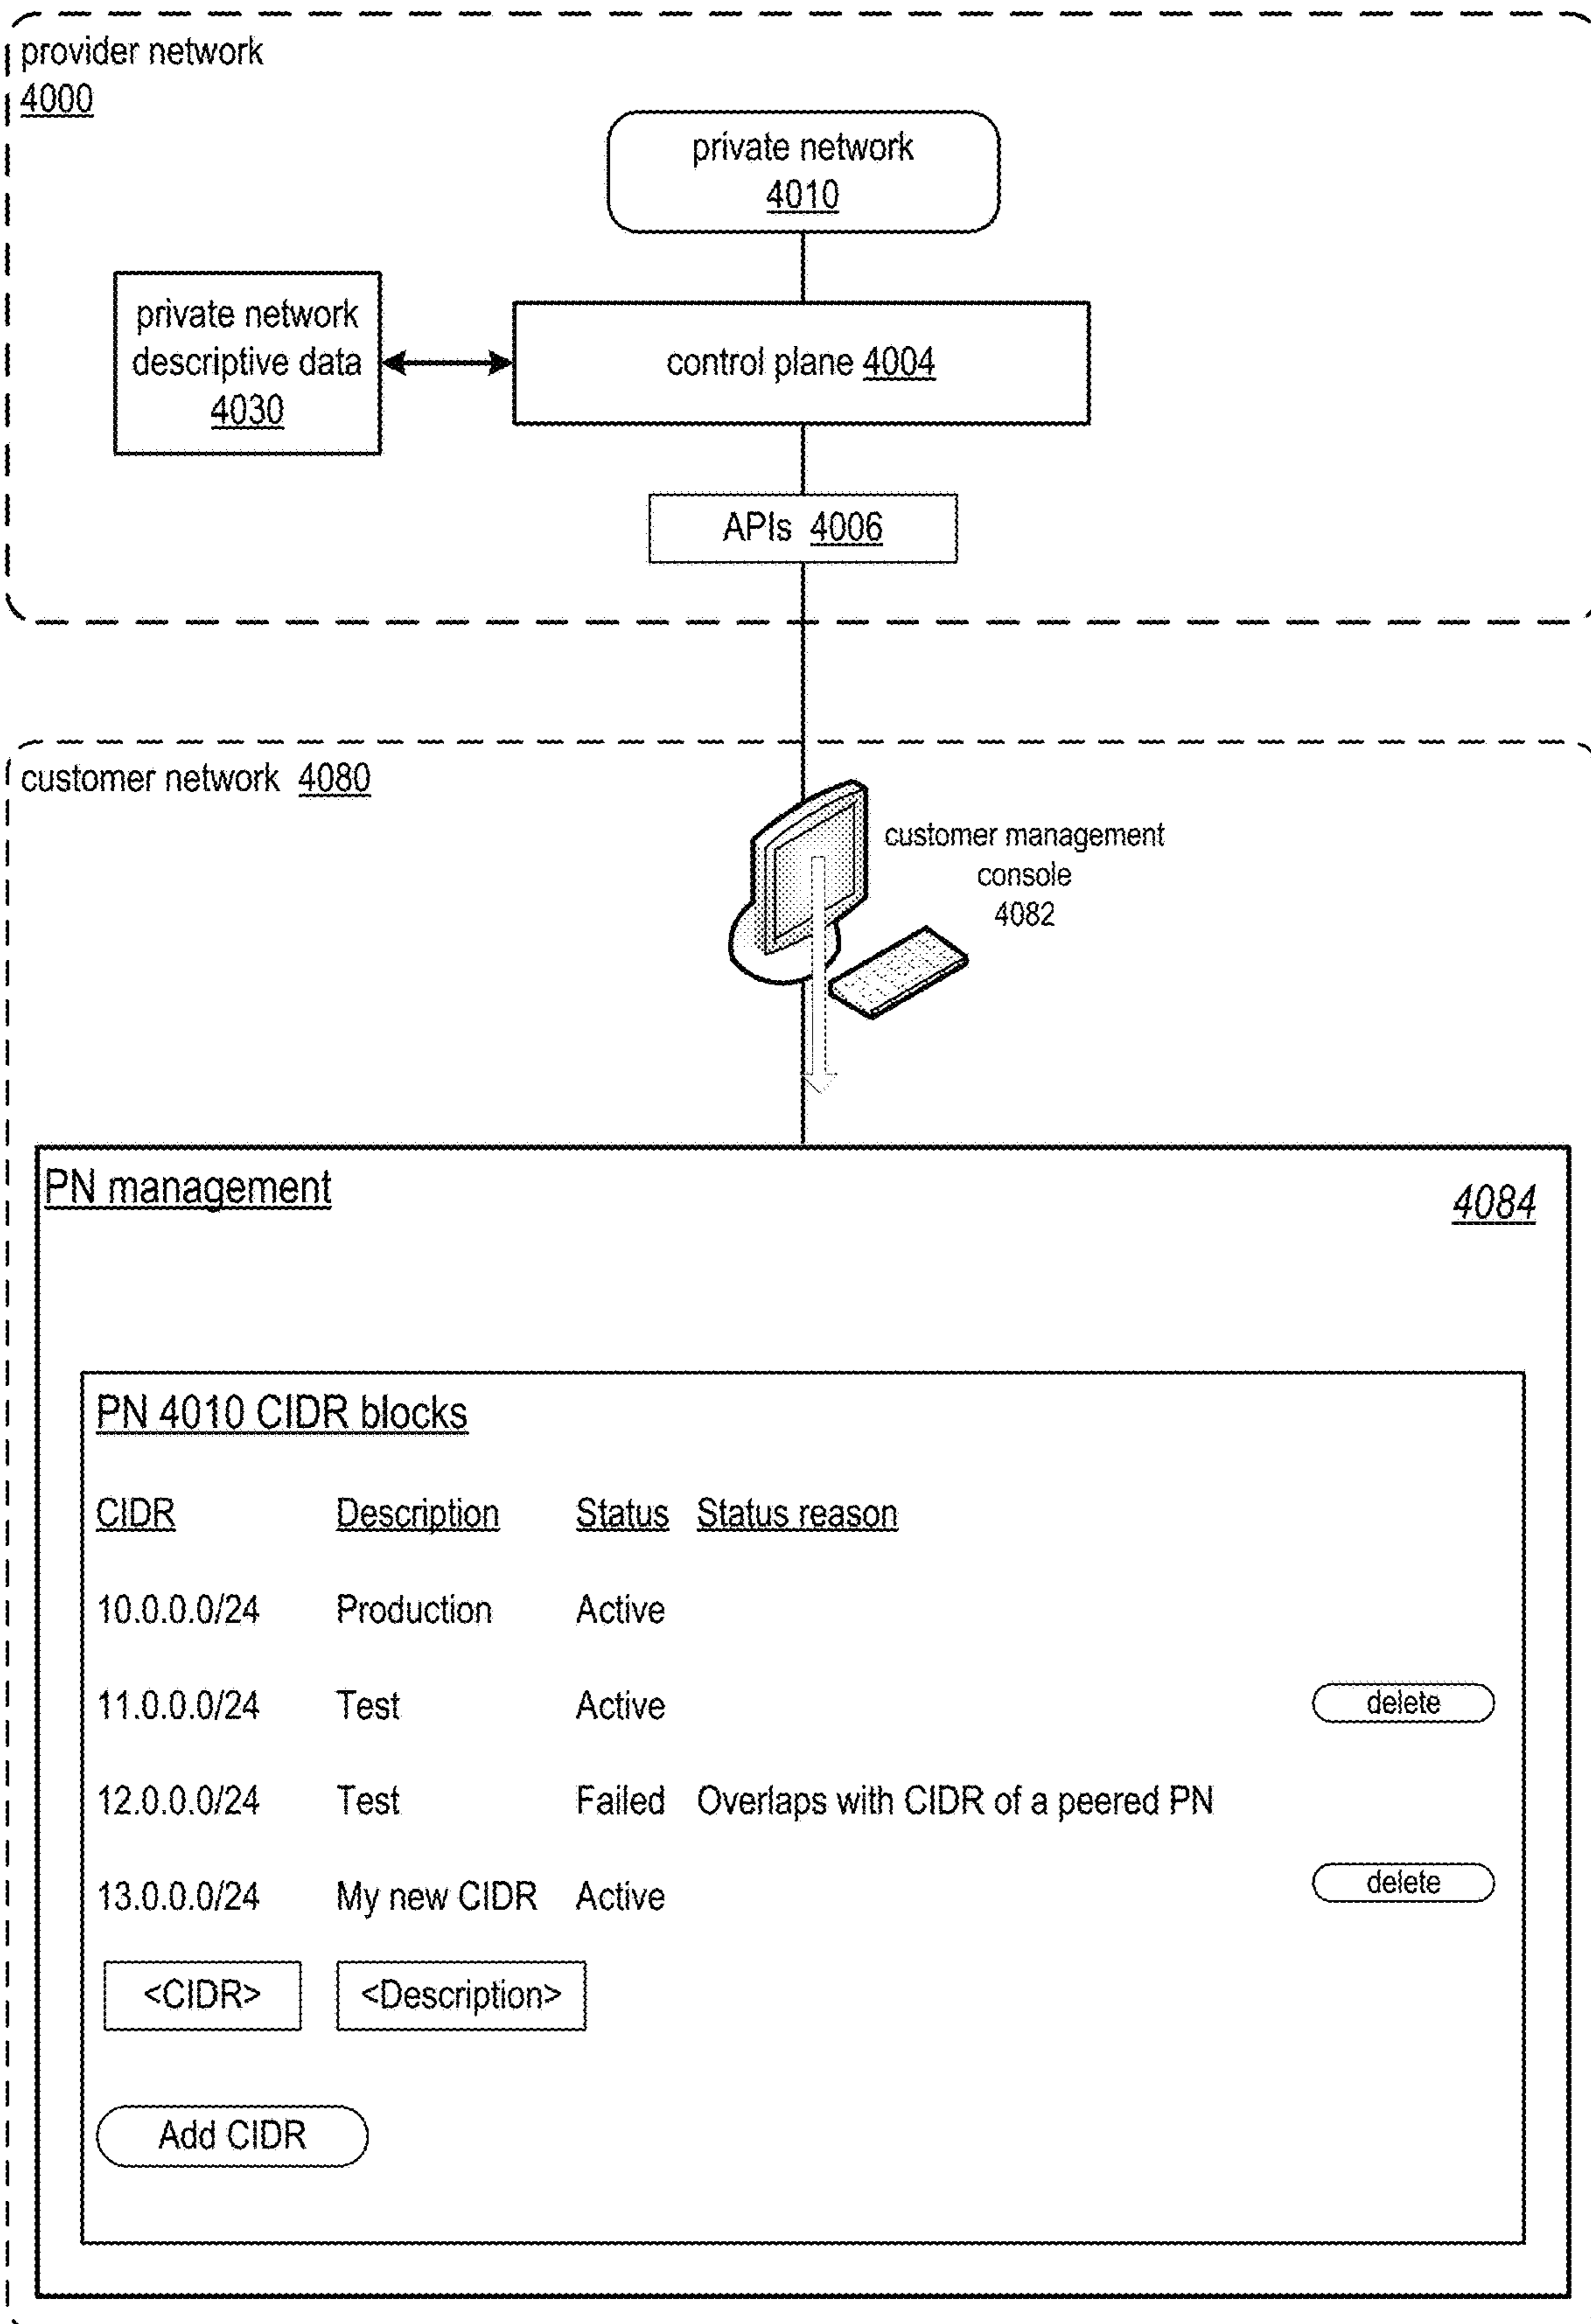 provider network
4000
private network
4010
private network
descriptive data
4030
control plane 4004
APIs 4006
customer network 4080
customer management
console
4082
PN management
4084
PN 4010 CIDR blocks
CIDR Description Status Status reason
10.0.0.0/24 Production Active
11.0.0.0/24 Test Active delete
12.0.0.0/24 Test Failed Overlaps with CIDR of a peered PN
13.0.0.0/24 My new CIDR Active delete
<CIDR> <Description>
Add CIDR